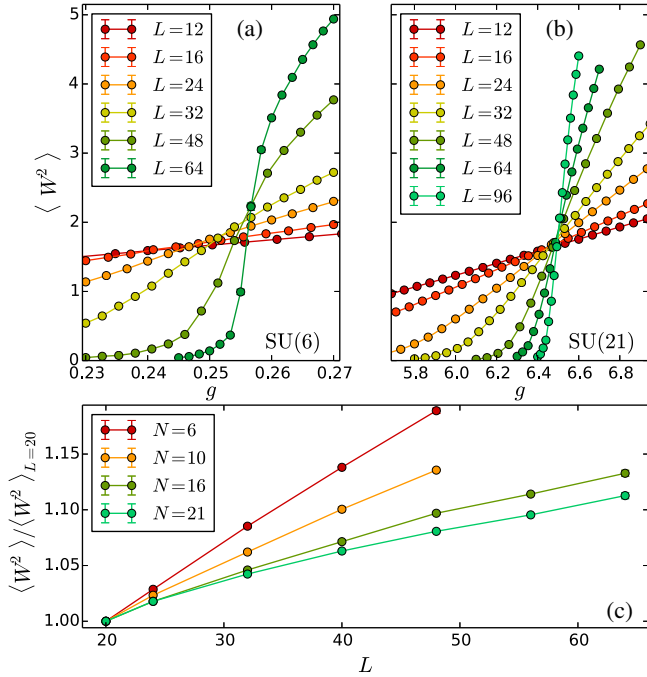 5
4
3
2
1
0
⟨W²⟩
L=12
L=16
L=24
L=32
L=48
L=64
(a)
SU(6)
0.23 0.24 0.25 0.26 0.27
g
L=12
L=16
L=24
L=32
L=48
L=64
L=96
(b)
SU(21)
5.8 6.0 6.2 6.4 6.6 6.8
g
⟨W²⟩/⟨W²⟩L=20
1.15
1.10
1.05
1.00
N=6
N=10
N=16
N=21
(c)
20 30 40 50 60
L